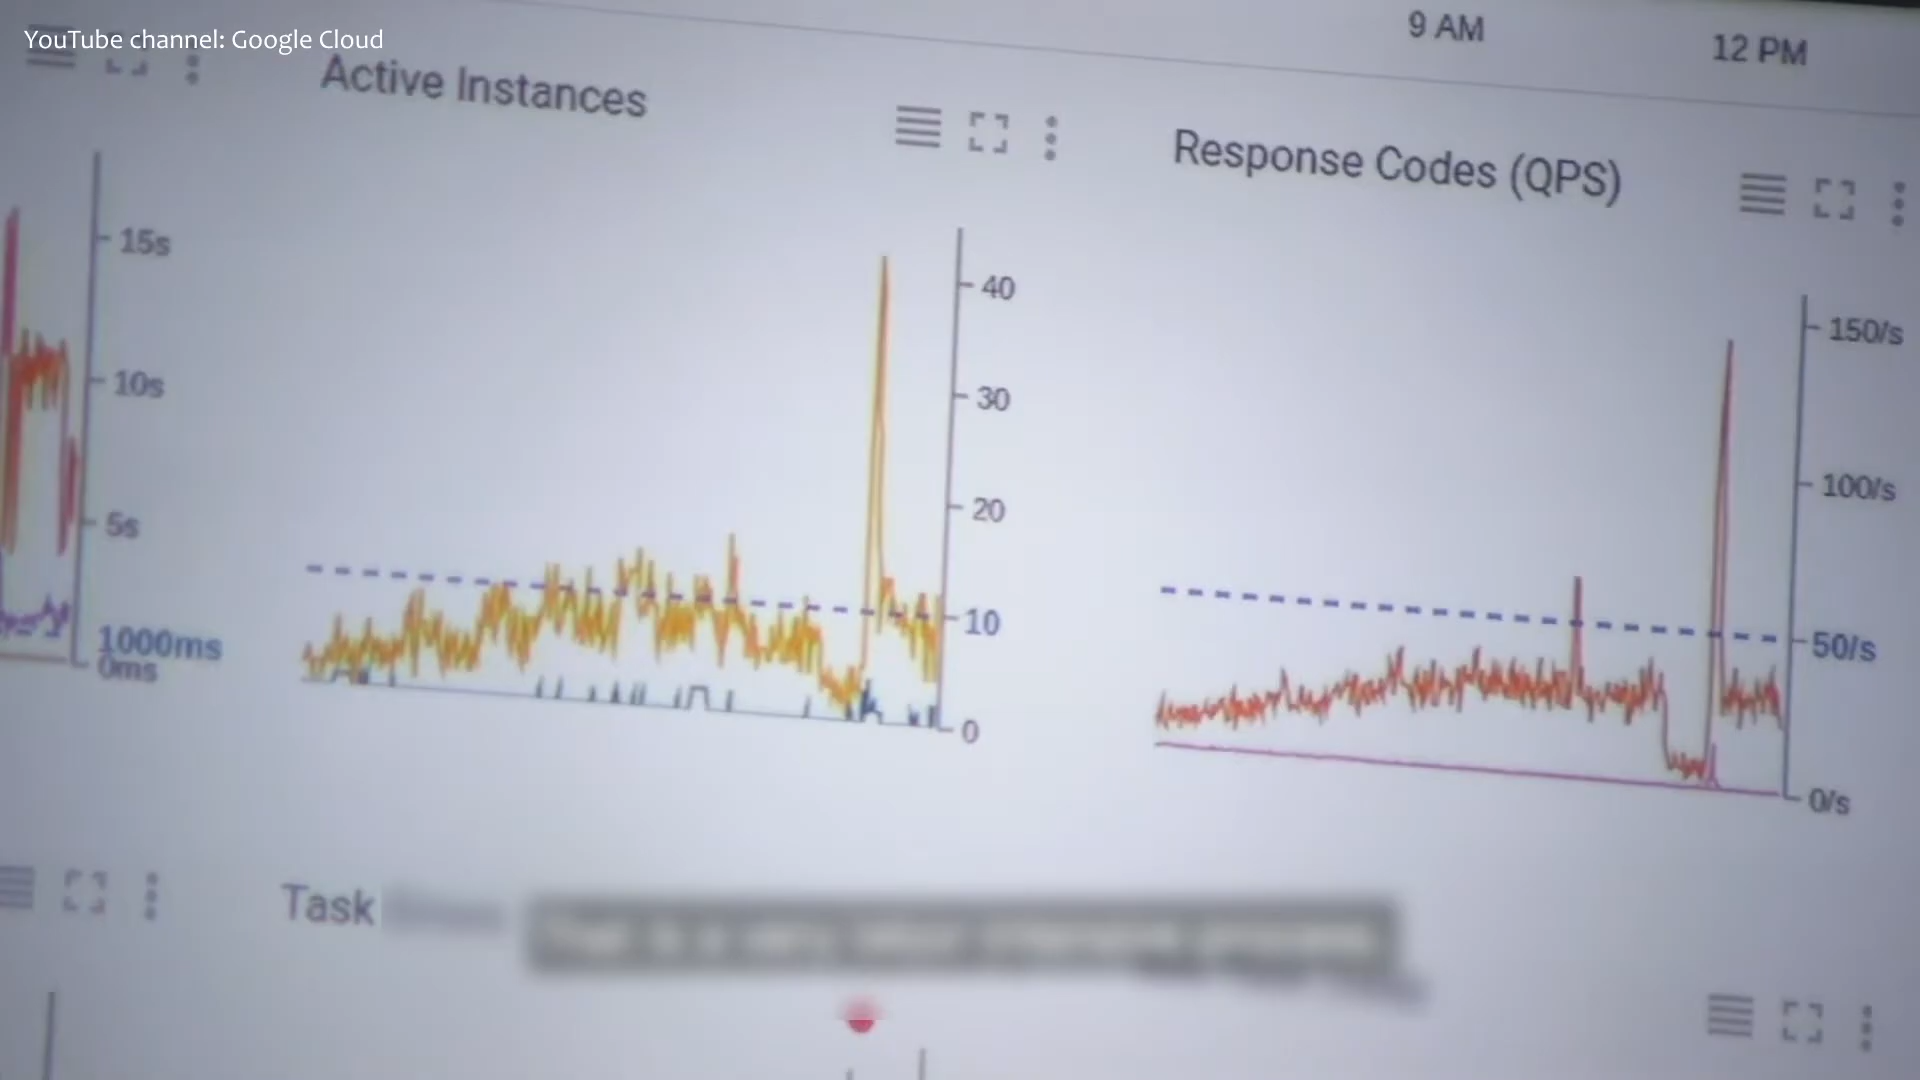 YouTube channel: Google Cloud
9 AM
12 PM
Active Instances
Response Codes (QPS)
15s
10s
5s
1000ms
0ms
40
30
20
10
0
150/s
100/s
50/s
0/s
Task